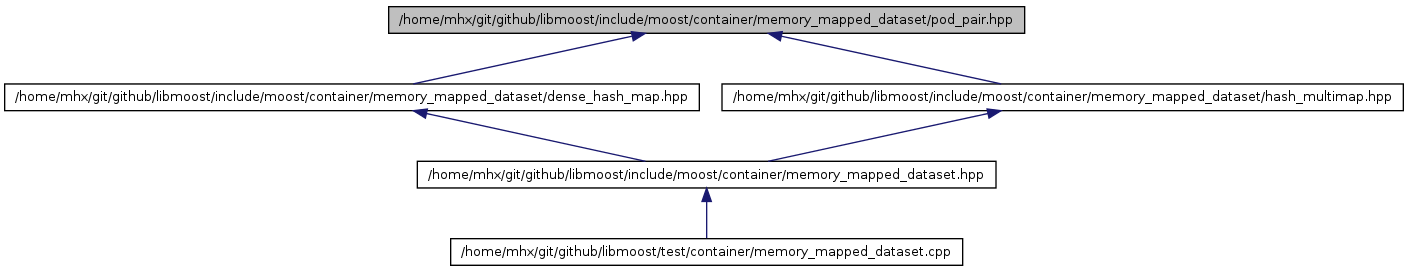 /home/mhx/git/github/libmoost/include/moost/container/memory_mapped_dataset/pod_pair.hpp
/home/mhx/git/github/libmoost/include/moost/container/memory_mapped_dataset/dense_hash_map.hpp
/home/mhx/git/github/libmoost/include/moost/container/memory_mapped_dataset/hash_multimap.hpp
/home/mhx/git/github/libmoost/include/moost/container/memory_mapped_dataset.hpp
/home/mhx/git/github/libmoost/test/container/memory_mapped_dataset.cpp